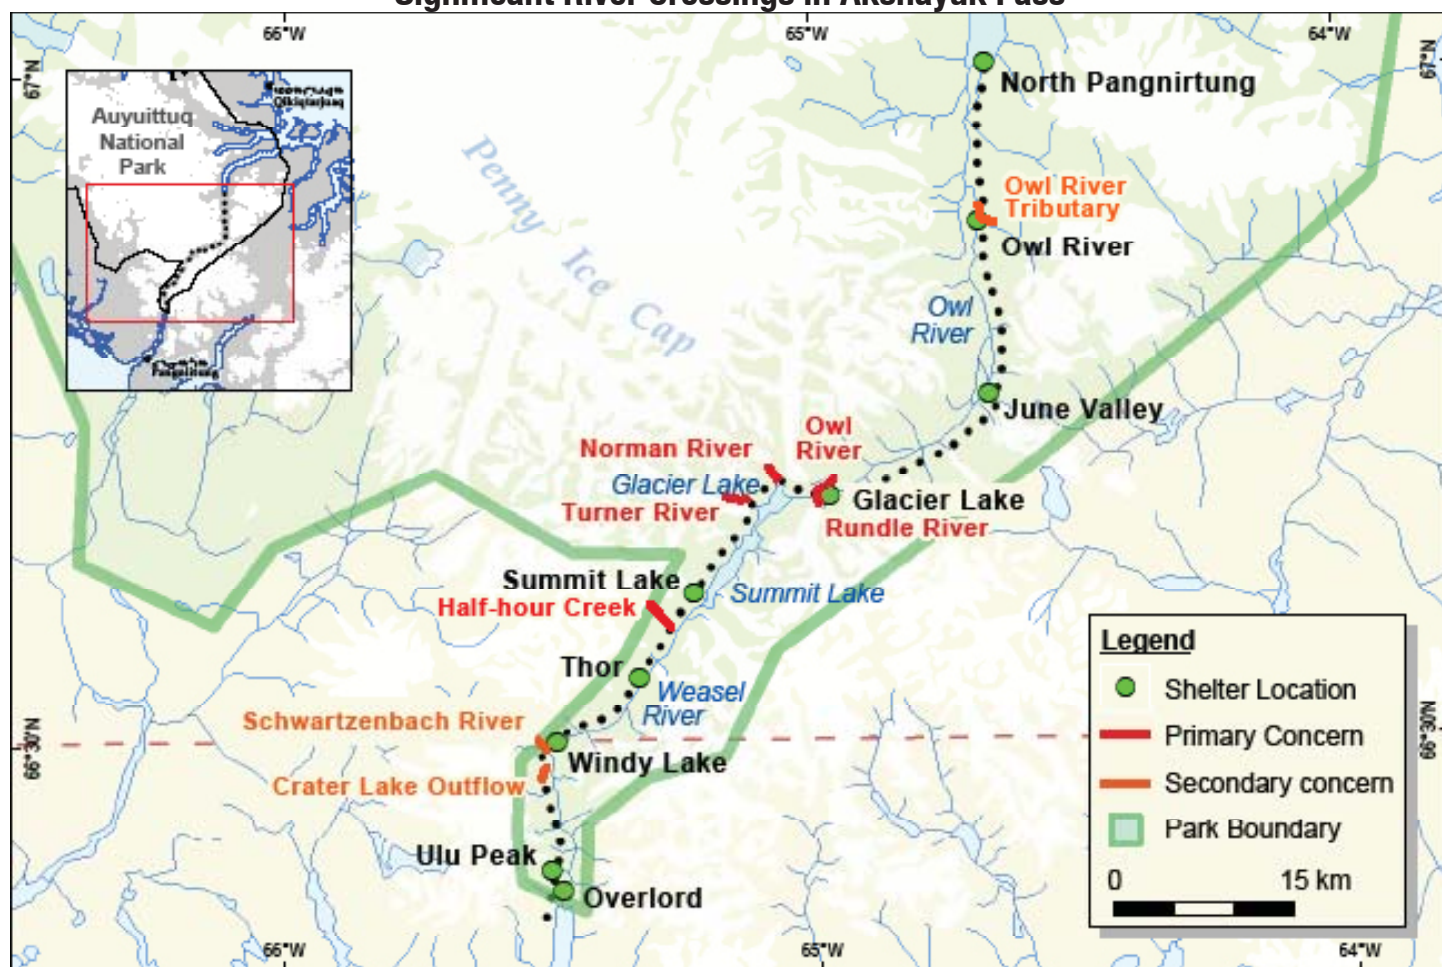 Significant River Crossings in Akshayuk Pass
66°W
65°W
64°W
67°N
67°N
Auyuittuq
National
Park
Qikiqtarjuaq
Pangnirtung
Penny Ice Cap
North Pangnirtung
Owl River
Tributary
Owl River
Owl
River
June Valley
Owl
River
Norman River
Glacier Lake
Turner River
Glacier Lake
Rundle River
Summit Lake
Summit Lake
Half-hour Creek
Thor
Weasel
River
Schwartzenbach River
66°30'N
66°30'N
Windy Lake
Crater Lake Outflow
Ulu Peak
Overlord
Legend
Shelter Location
Primary Concern
Secondary concern
Park Boundary
0 15 km
66°W
65°W
64°W